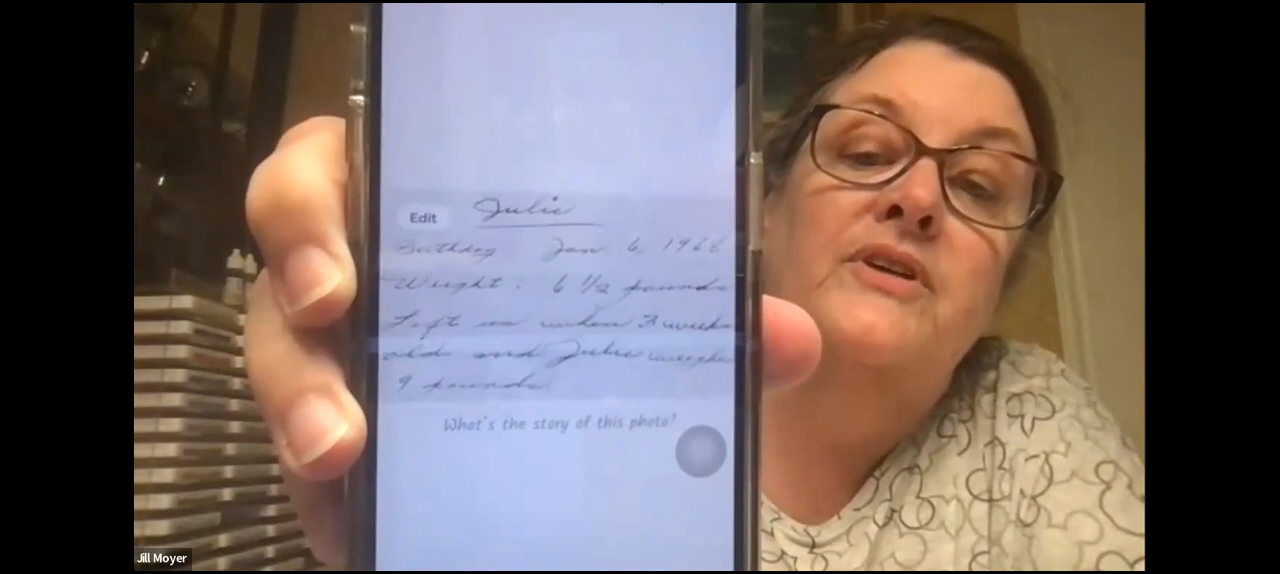 Edit
Julie
Birthday Jan. 6, 1968
Weight: 6 1/2 pounds
Left us when 3 weeks
old and Julie weighed
9 pounds
What's the story of this photo?
Jill Moyer